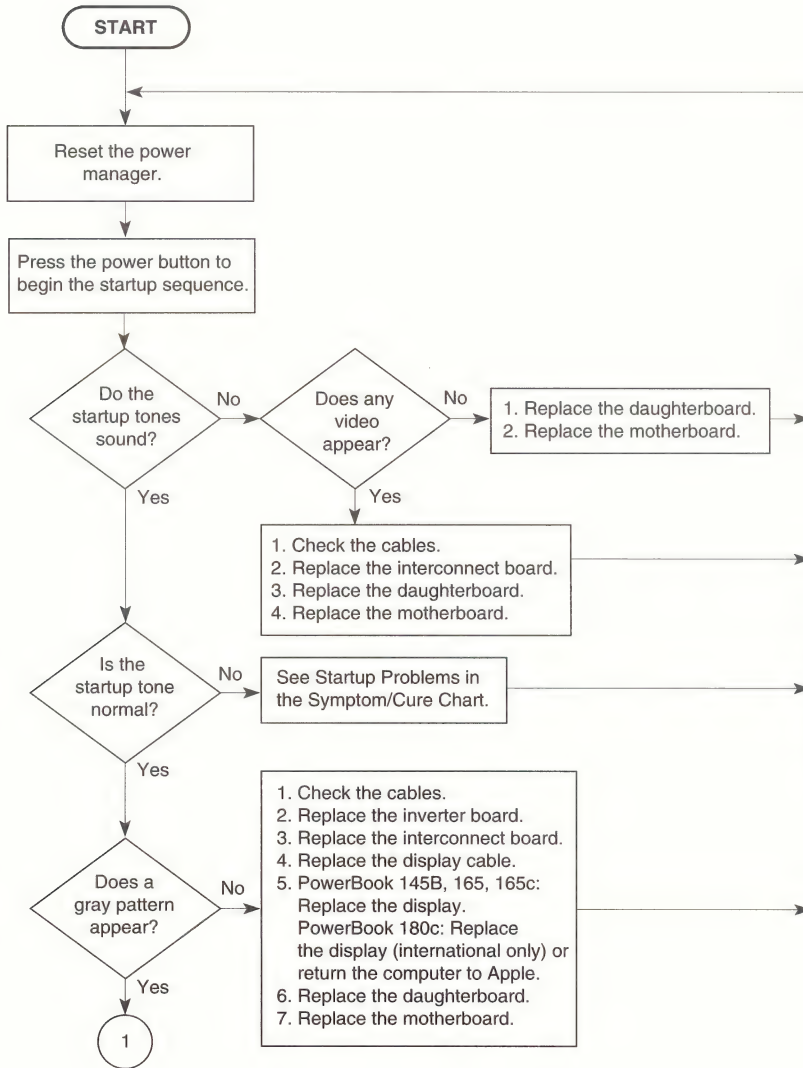 START
Reset the power
manager.
Press the power button to
begin the startup sequence.
Do the
startup tones
sound?
No
Does any
video
appear?
No
1. Replace the daughterboard.
2. Replace the motherboard.
Yes
Yes
1. Check the cables.
2. Replace the interconnect board.
3. Replace the daughterboard.
4. Replace the motherboard.
Is the
startup tone
normal?
No
See Startup Problems in
the Symptom/Cure Chart.
Yes
Does a
gray pattern
appear?
No
1. Check the cables.
2. Replace the inverter board.
3. Replace the interconnect board.
4. Replace the display cable.
5. PowerBook 145B, 165, 165c:
Replace the display.
PowerBook 180c: Replace
the display (international only) or
return the computer to Apple.
6. Replace the daughterboard.
7. Replace the motherboard.
Yes
1